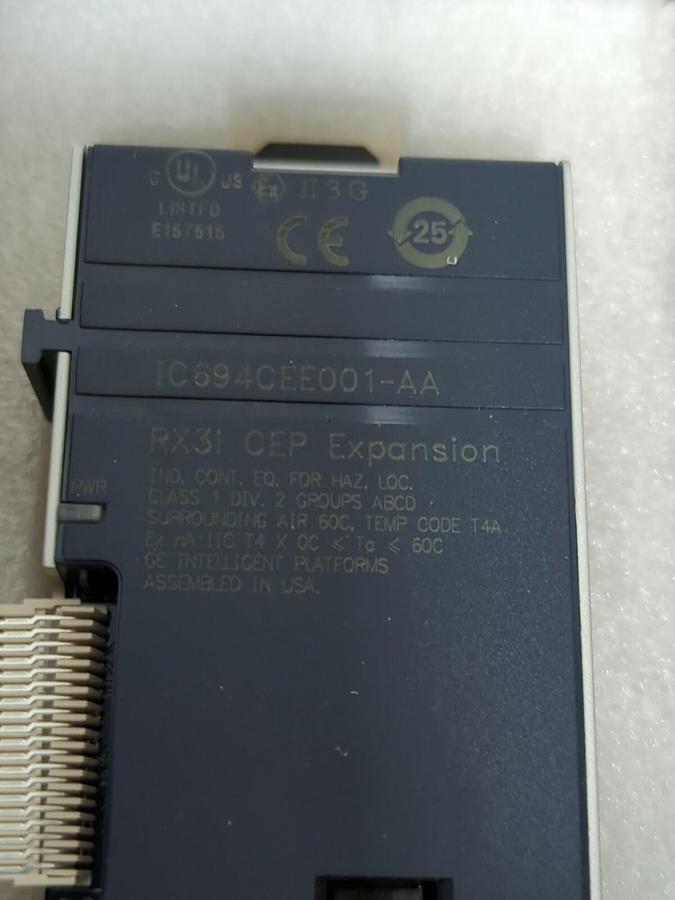 C UL US Ex II 3 G
LISTED
E157515
CE
25
IC694CEE001-AA
RX3i CEP Expansion
PWR
IND. CONT. EQ. FOR HAZ. LOC.
CLASS 1 DIV. 2 GROUPS ABCD
SURROUNDING AIR 60C, TEMP CODE T4A
Ex nA IIC T4 X 0C ≤ Ta ≤ 60C
GE INTELLIGENT PLATFORMS
ASSEMBLED IN USA.